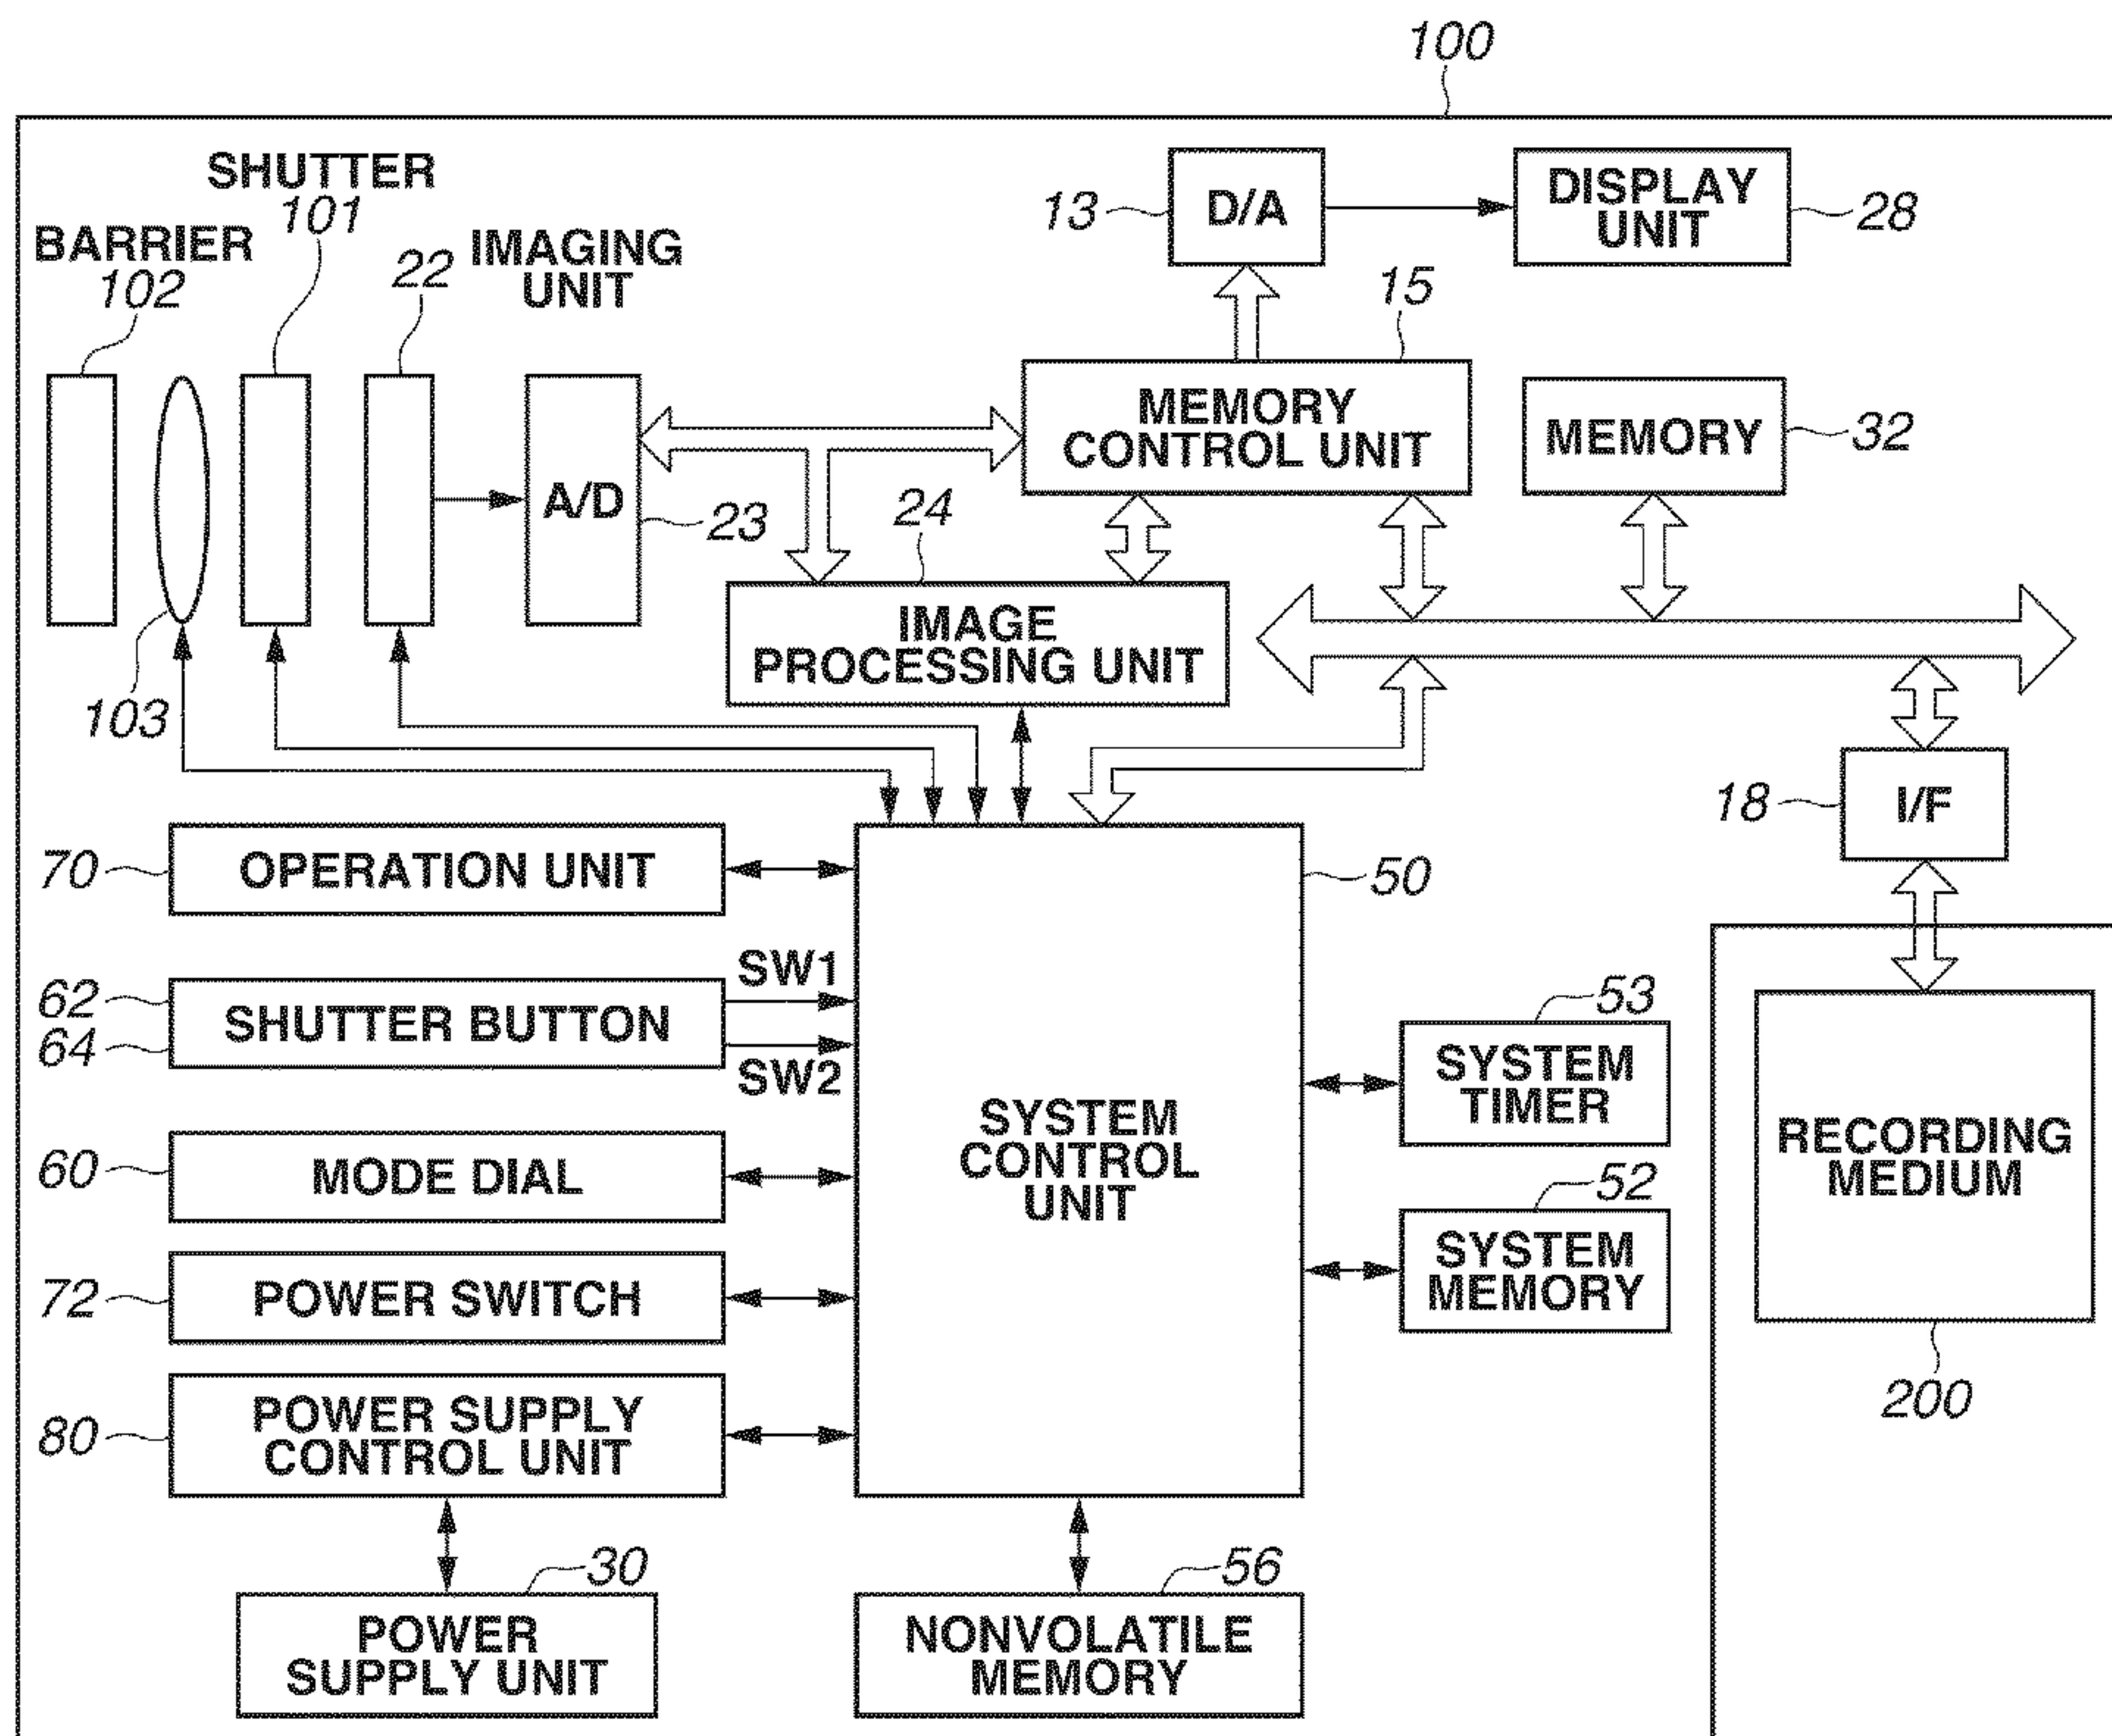 100
SHUTTER
101
BARRIER
102
22
IMAGING
UNIT
13
D/A
DISPLAY
UNIT
28
15
MEMORY
CONTROL UNIT
MEMORY
32
A/D
23
24
IMAGE
PROCESSING UNIT
103
18
I/F
70
OPERATION UNIT
50
62
64
SHUTTER BUTTON
SW1
SW2
SYSTEM
CONTROL
UNIT
53
SYSTEM
TIMER
60
MODE DIAL
52
SYSTEM
MEMORY
RECORDING
MEDIUM
200
72
POWER SWITCH
80
POWER SUPPLY
CONTROL UNIT
30
POWER
SUPPLY UNIT
56
NONVOLATILE
MEMORY